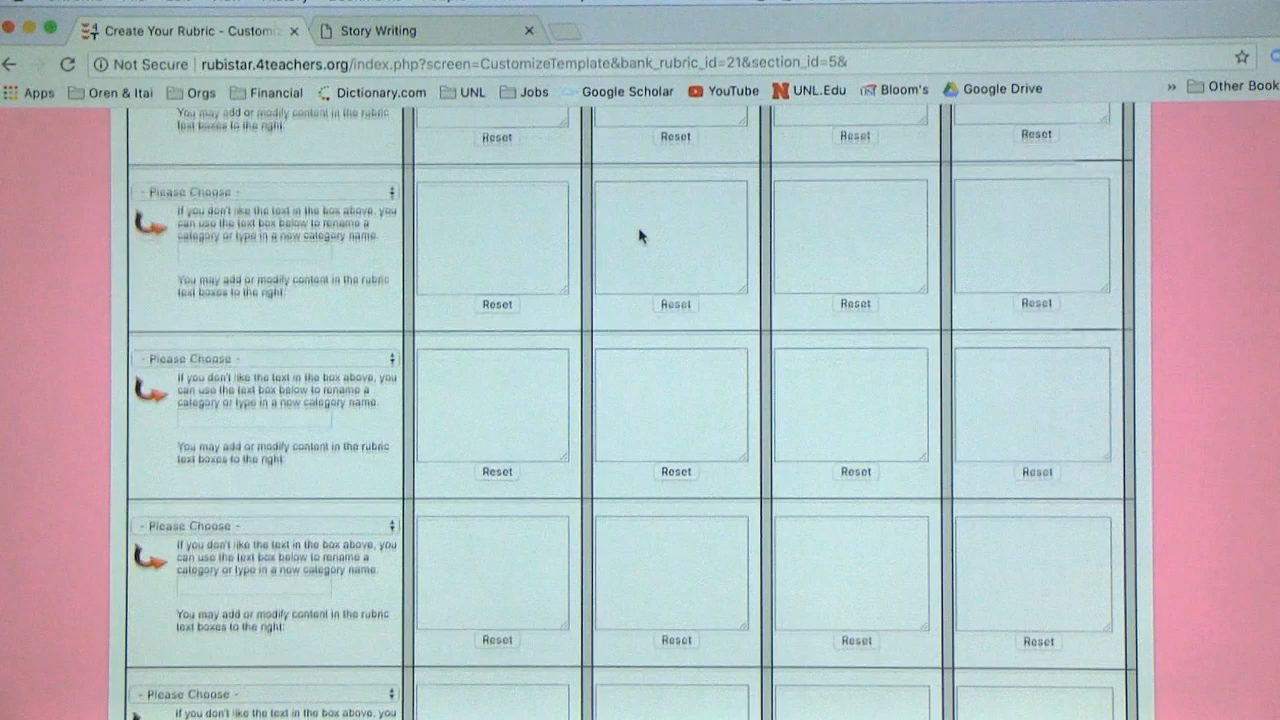 Create Your Rubric - Customiz
Story Writing
Not Secure | rubistar.4teachers.org/index.php?screen=CustomizeTemplate&bank_rubric_id=21&section_id=5&
Apps Oren & Itai Orgs Financial Dictionary.com UNL Jobs Google Scholar YouTube UNL.Edu Bloom's Google Drive » Other Book
You may add or modify content in the rubric
text boxes to the right.
Reset Reset Reset Reset
- Please Choose -
If you don't like the text in the box above, you
can use the text box below to rename a
category or type in a new category name.
You may add or modify content in the rubric
text boxes to the right.
Reset Reset Reset Reset
- Please Choose -
If you don't like the text in the box above, you
can use the text box below to rename a
category or type in a new category name.
You may add or modify content in the rubric
text boxes to the right.
Reset Reset Reset Reset
- Please Choose -
If you don't like the text in the box above, you
can use the text box below to rename a
category or type in a new category name.
You may add or modify content in the rubric
text boxes to the right.
Reset Reset Reset Reset
- Please Choose -
If you don't like the text in the box above, you